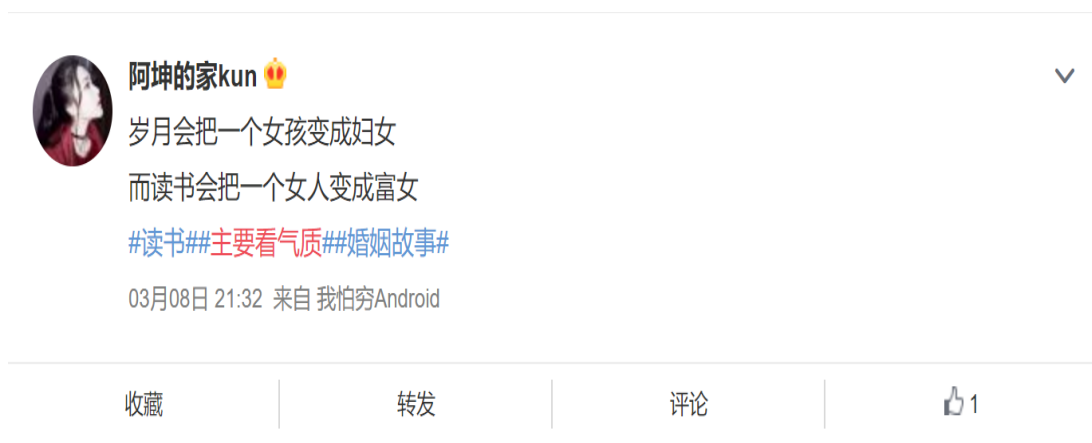 阿坤的家kun
岁月会把一个女孩变成妇女
而读书会把一个女人变成富女
#读书##主要看气质##婚姻故事#
03月08日 21:32 来自 我怕穷Android
收藏 转发 评论 1